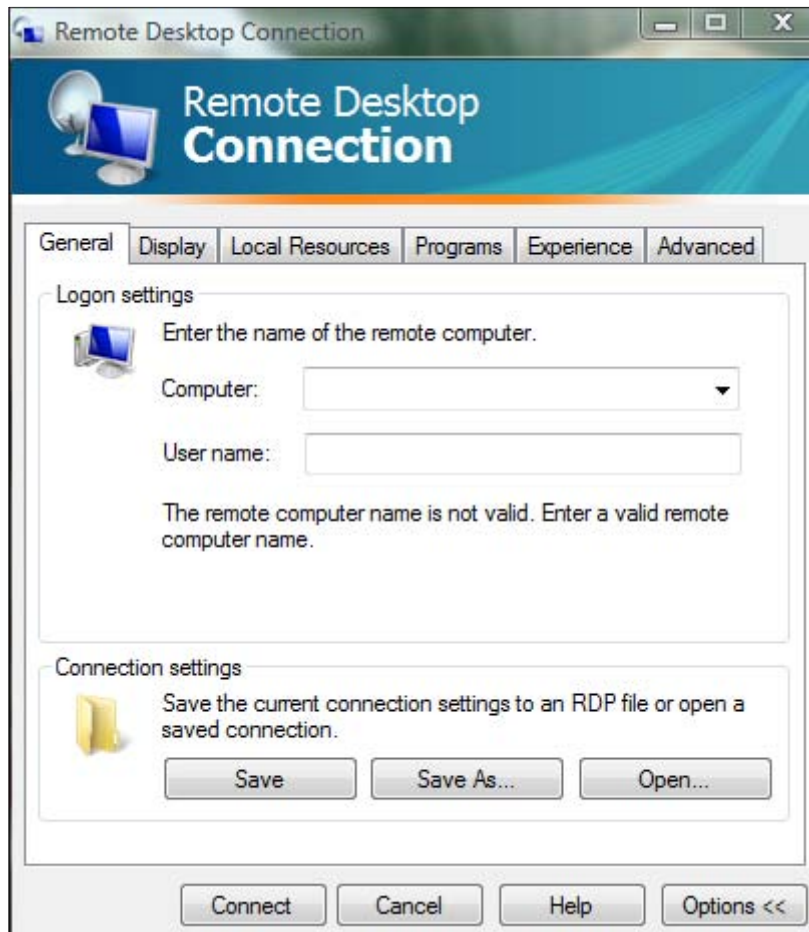 Remote Desktop Connection
Remote Desktop
Connection
General Display Local Resources Programs Experience Advanced
Logon settings
Enter the name of the remote computer.
Computer:
User name:
The remote computer name is not valid. Enter a valid remote
computer name.
Connection settings
Save the current connection settings to an RDP file or open a
saved connection.
Save Save As... Open...
Connect Cancel Help Options <<